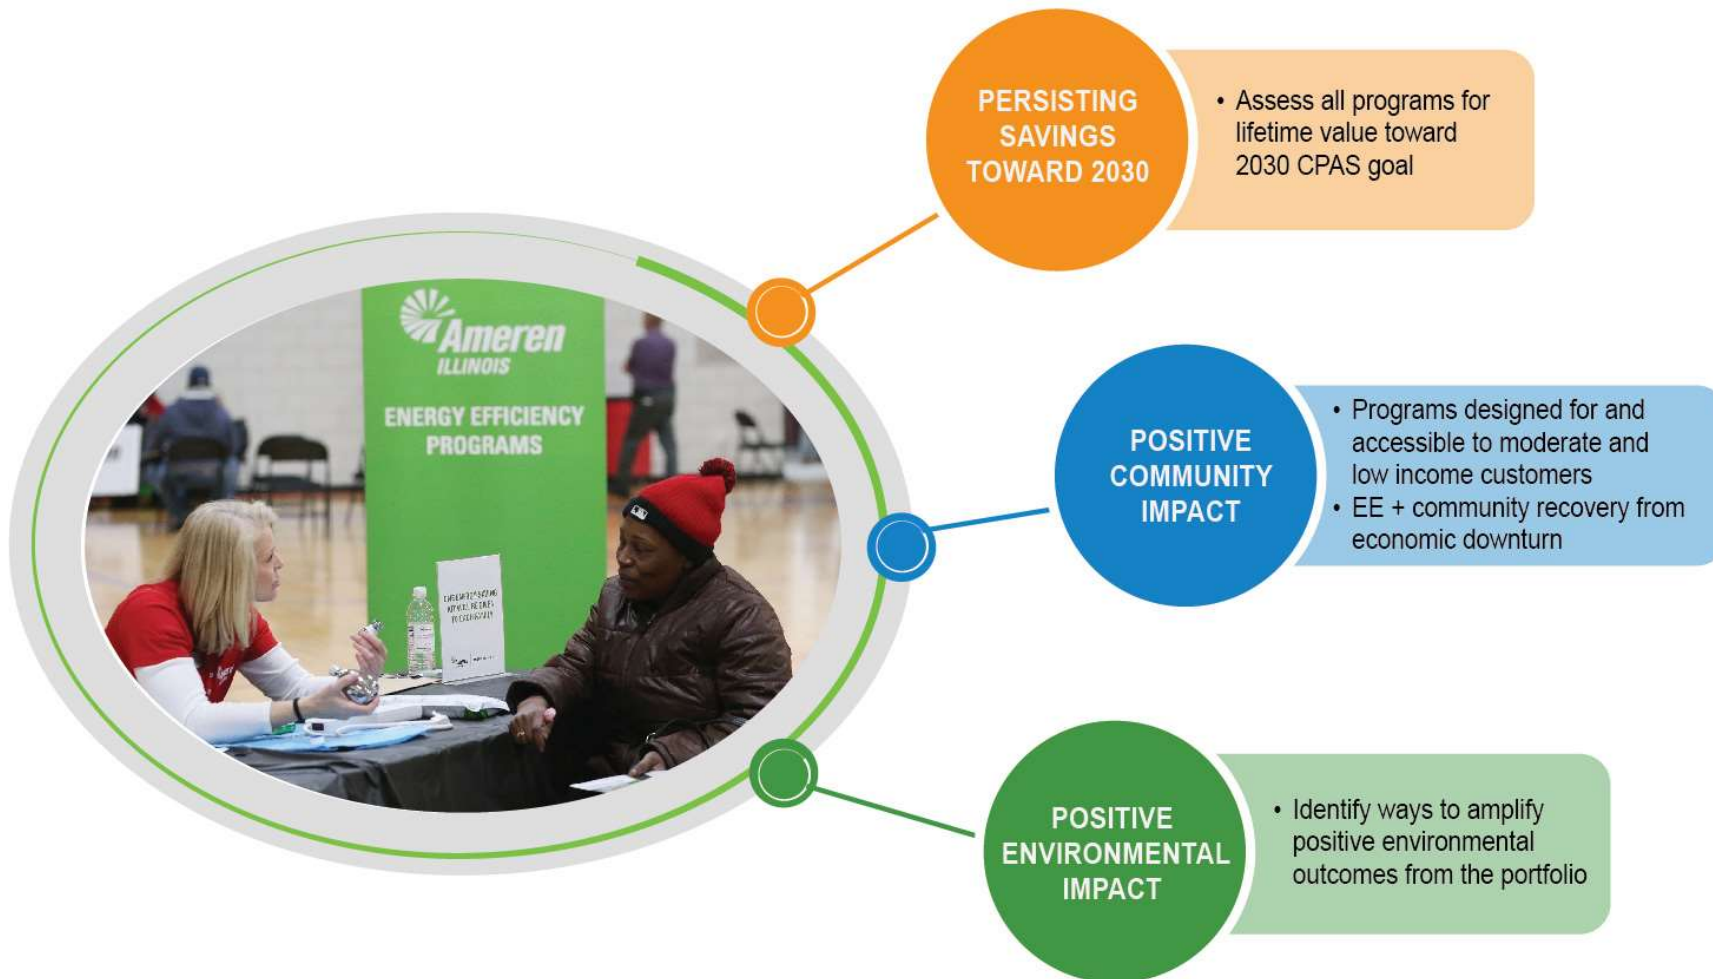 Ameren
ILLINOIS
ENERGY EFFICIENCY
PROGRAMS
PERSISTING
SAVINGS
TOWARD 2030
• Assess all programs for
lifetime value toward
2030 CPAS goal
POSITIVE
COMMUNITY
IMPACT
• Programs designed for and
accessible to moderate and
low income customers
• EE + community recovery from
economic downturn
POSITIVE
ENVIRONMENTAL
IMPACT
• Identify ways to amplify
positive environmental
outcomes from the portfolio